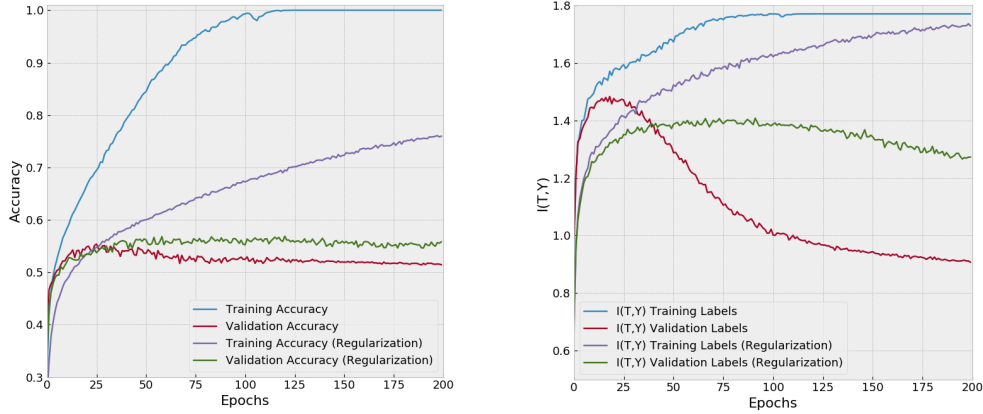 1.0
0.9
0.8
0.7
0.6
0.5
0.4
0.3
Accuracy
0 25 50 75 100 125 150 175 200
Epochs
Training Accuracy
Validation Accuracy
Training Accuracy (Regularization)
Validation Accuracy (Regularization)
1.8
1.6
1.4
1.2
1.0
0.8
0.6
I(T,Y)
0 25 50 75 100 125 150 175 200
Epochs
I(T,Y) Training Labels
I(T,Y) Validation Labels
I(T,Y) Training Labels (Regularization)
I(T,Y) Validation Labels (Regularization)